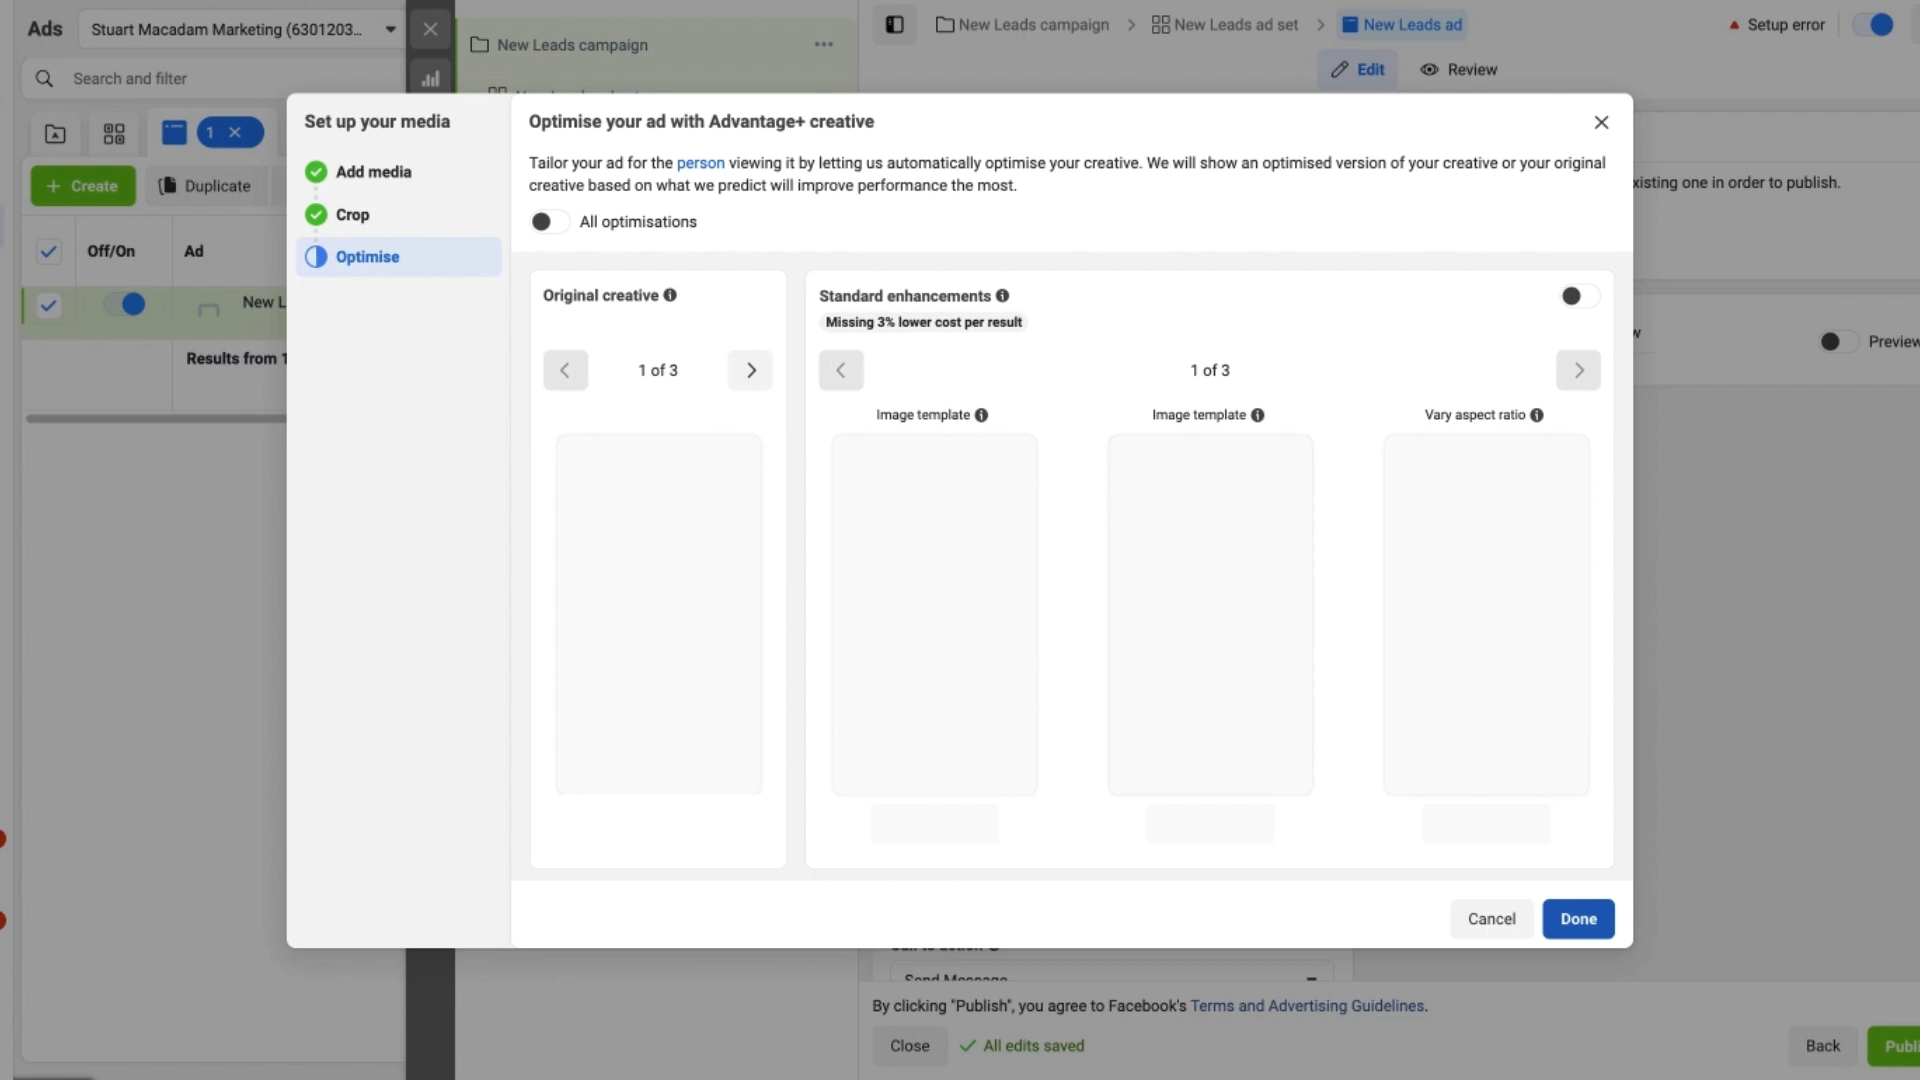 Ads
Stuart Macadam Marketing (6301203...
Search and filter
1
Create
Duplicate
Off/On
Ad
New L
Results from 1
New Leads campaign
New Leads campaign
New Leads ad set
New Leads ad
Setup error
Edit
Review
xisting one in order to publish.
Preview
Set up your media
Add media
Crop
Optimise
Optimise your ad with Advantage+ creative
Tailor your ad for the person viewing it by letting us automatically optimise your creative. We will show an optimised version of your creative or your original
creative based on what we predict will improve performance the most.
All optimisations
Original creative
1 of 3
Standard enhancements
Missing 3% lower cost per result
1 of 3
Image template
Image template
Vary aspect ratio
Cancel
Done
Send Message
By clicking "Publish", you agree to Facebook's Terms and Advertising Guidelines.
Close
All edits saved
Back
Publi